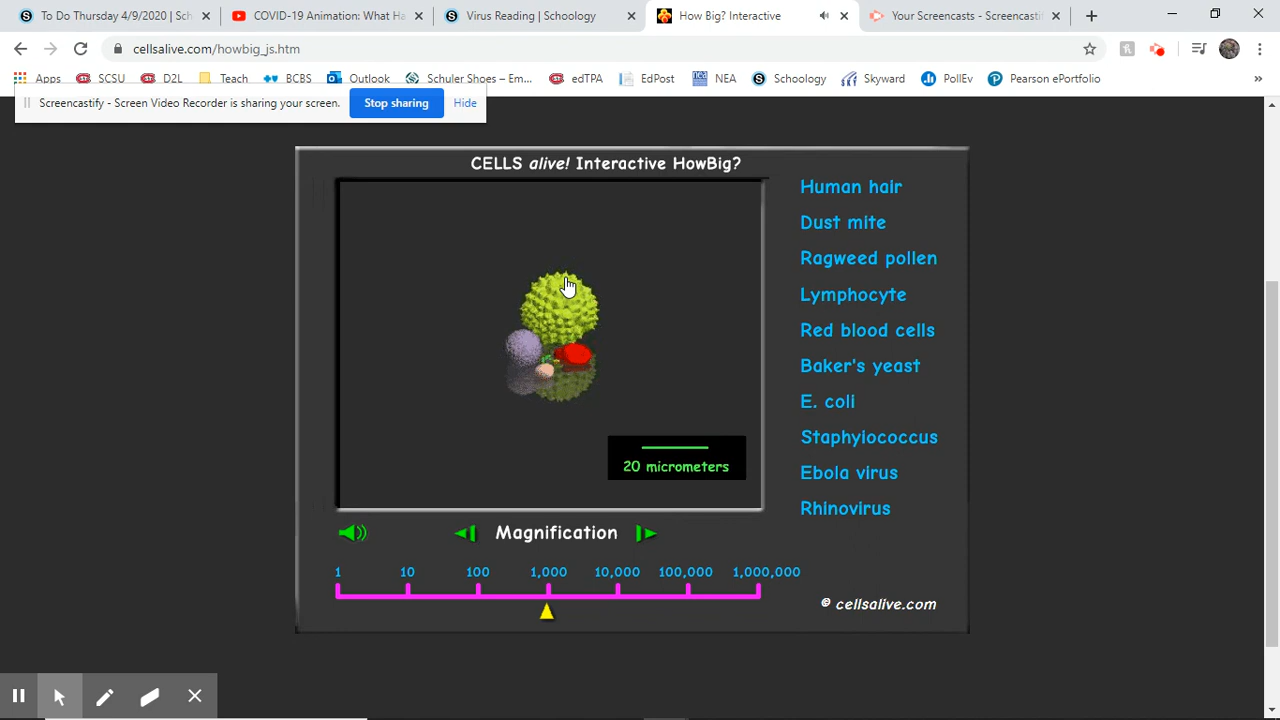 To Do Thursday 4/9/2020 | Sch
COVID-19 Animation: What Ha
Virus Reading | Schoology
How Big? Interactive
Your Screencasts - Screencastif
cellsalive.com/howbig_js.htm
Apps
SCSU
D2L
Teach
BCBS
Outlook
Schuler Shoes – Em...
edTPA
EdPost
NEA
Schoology
Skyward
PollEv
Pearson ePortfolio
Screencastify - Screen Video Recorder is sharing your screen.
Stop sharing
Hide
CELLS alive! Interactive HowBig?
Human hair
Dust mite
Ragweed pollen
Lymphocyte
Red blood cells
Baker's yeast
E. coli
Staphyiococcus
Ebola virus
Rhinovirus
20 micrometers
Magnification
1 10 100 1,000 10,000 100,000 1,000,000
© cellsalive.com